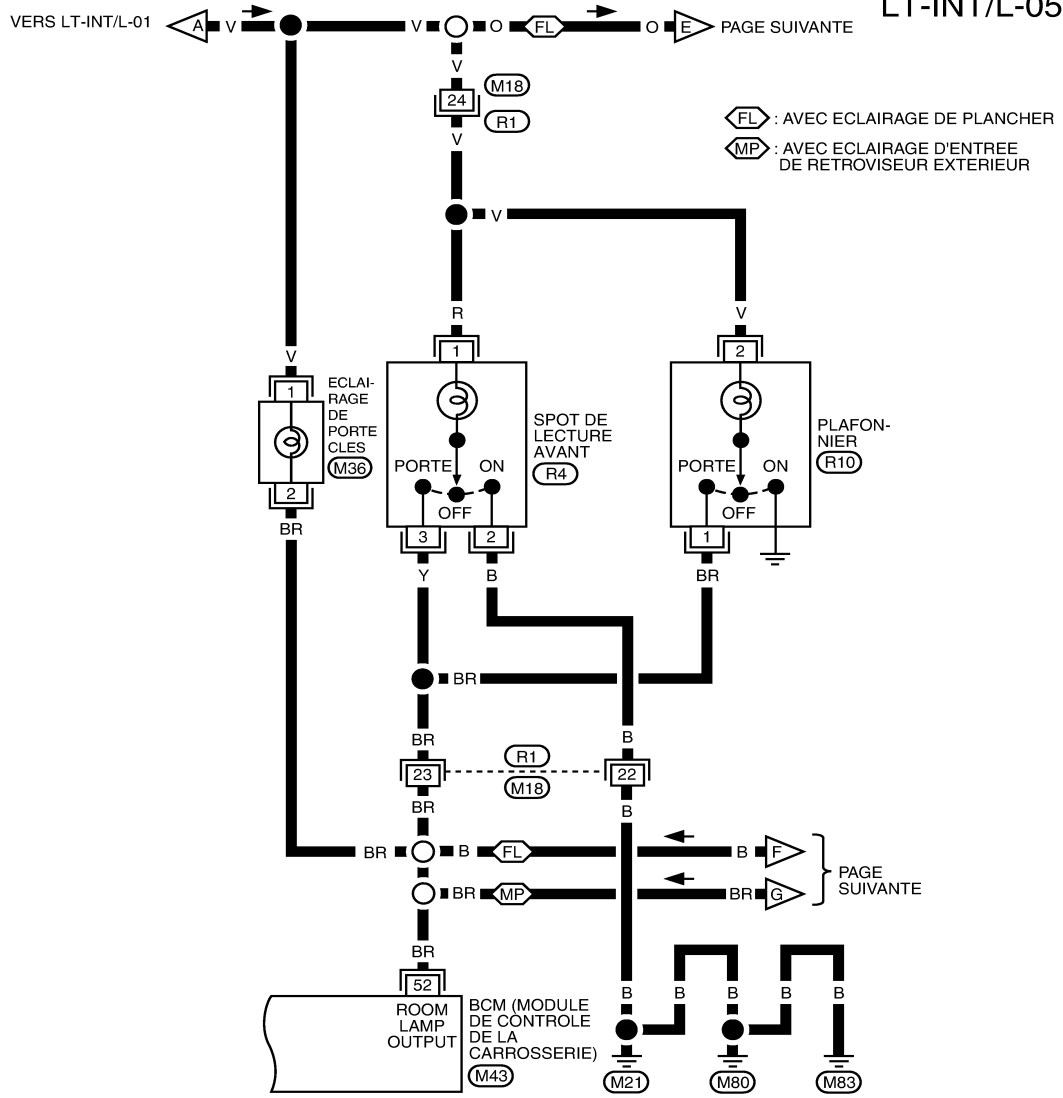 LT-INT/L-05
VERS LT-INT/L-01
A
V
V
O
FL
O
E
PAGE SUIVANTE
V
24
M18
R1
V
FL : AVEC ECLAIRAGE DE PLANCHER
MP : AVEC ECLAIRAGE D'ENTREE
DE RETROVISEUR EXTERIEUR
V
R
V
V
1
2
1
ECLAI-
RAGE
DE
PORTE
CLES
M36
2
BR
SPOT DE
LECTURE
AVANT
R4
PORTE
ON
OFF
3
2
PLAFON-
NIER
R10
PORTE
ON
OFF
1
Y
B
BR
BR
BR
B
R1
23
22
M18
BR
B
BR
B
FL
B
F
BR
MP
BR
G
PAGE
SUIVANTE
BR
52
ROOM
LAMP
OUTPUT
BCM (MODULE
DE CONTROLE
DE LA
CARROSSERIE)
M43
B
B
B
B
B
M21
M80
M83